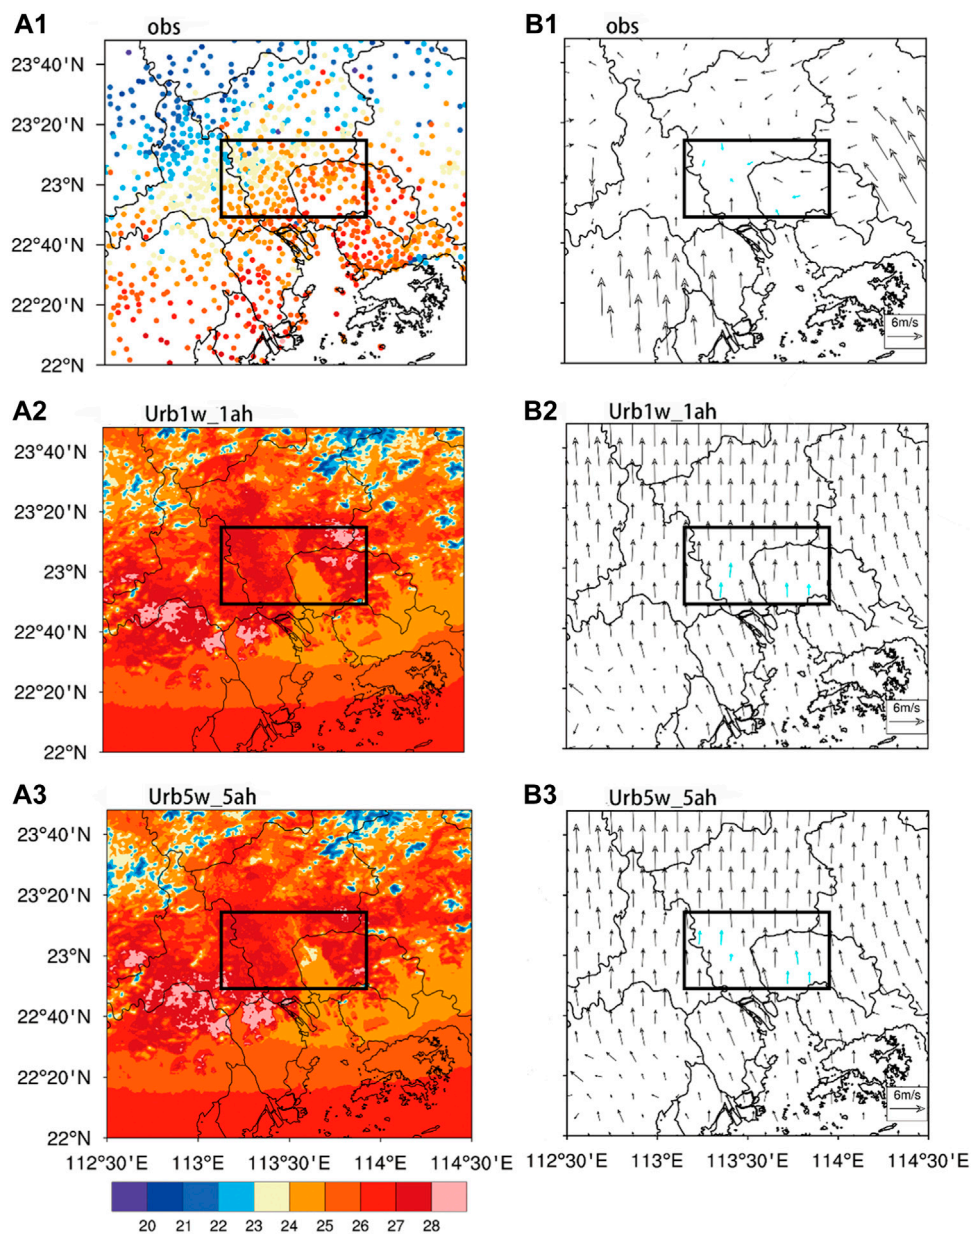 A1
obs
23°40'N
23°20'N
23°N
22°40'N
22°20'N
22°N
B1
obs
6m/s
A2
Urb1w_1ah
23°40'N
23°20'N
23°N
22°40'N
22°20'N
22°N
B2
Urb1w_1ah
6m/s
A3
Urb5w_5ah
23°40'N
23°20'N
23°N
22°40'N
22°20'N
22°N
112°30'E 113°E 113°30'E 114°E 114°30'E
20 21 22 23 24 25 26 27 28
B3
Urb5w_5ah
6m/s
112°30'E 113°E 113°30'E 114°E 114°30'E